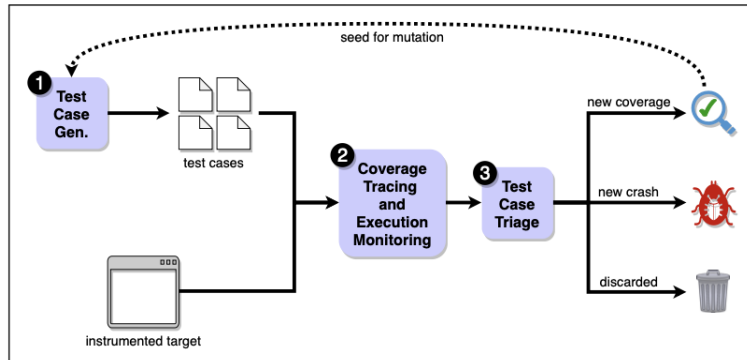 seed for mutation
1
Test
Case
Gen.
test cases
2
Coverage
Tracing
and
Execution
Monitoring
3
Test
Case
Triage
new coverage
new crash
discarded
instrumented target